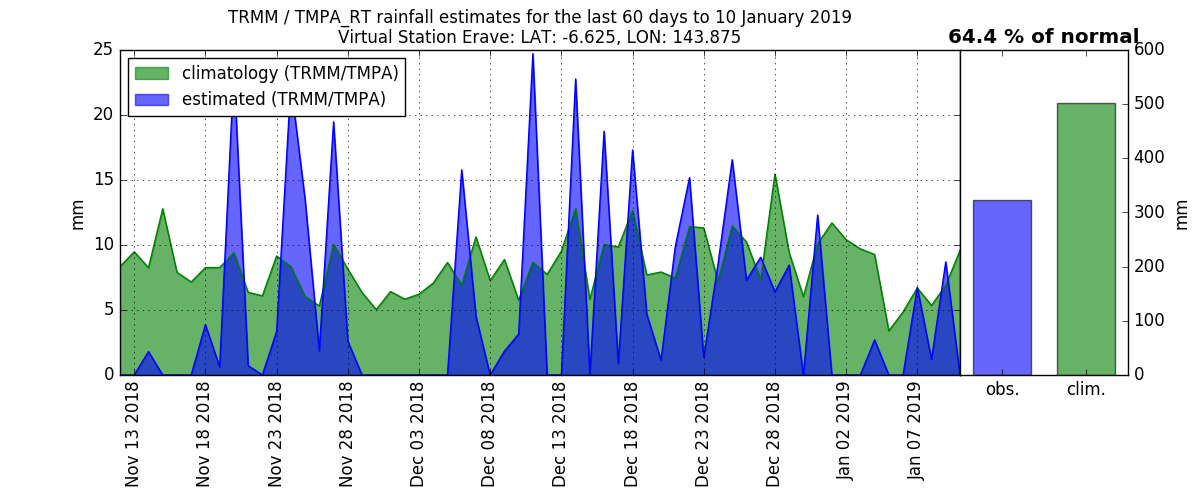 TRMM / TMPA_RT rainfall estimates for the last 60 days to 10 January 2019
Virtual Station Erave: LAT: -6.625, LON: 143.875
64.4 % of normal
climatology (TRMM/TMPA)
estimated (TRMM/TMPA)
mm
25
20
15
10
5
0
Nov 13 2018
Nov 18 2018
Nov 23 2018
Nov 28 2018
Dec 03 2018
Dec 08 2018
Dec 13 2018
Dec 18 2018
Dec 23 2018
Dec 28 2018
Jan 02 2019
Jan 07 2019
obs.
clim.
600
500
400
300
200
100
0
mm